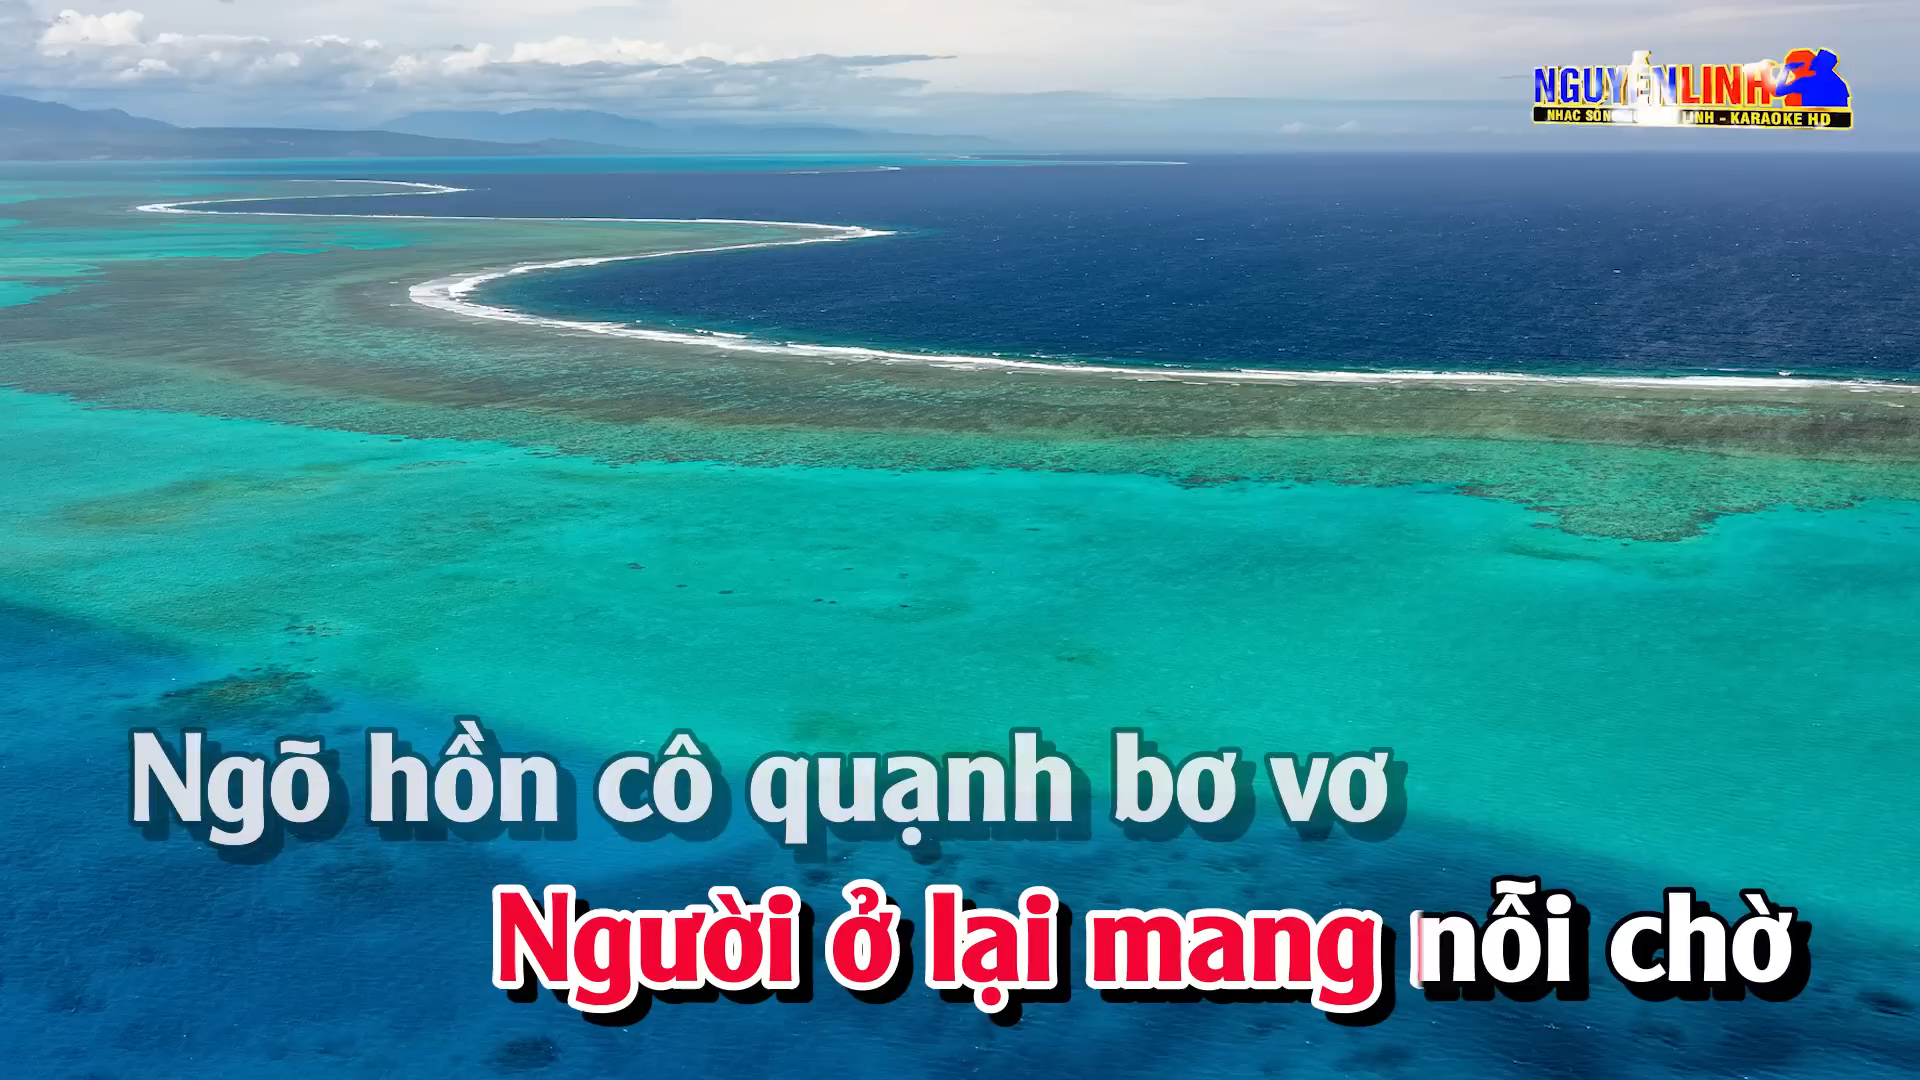 NGUYỄN LINH
NHẠC SỐNG LINH - KARAOKE HD
Ngõ hồn cô quạnh bơ vơ
Người ở lại mang nỗi chờ